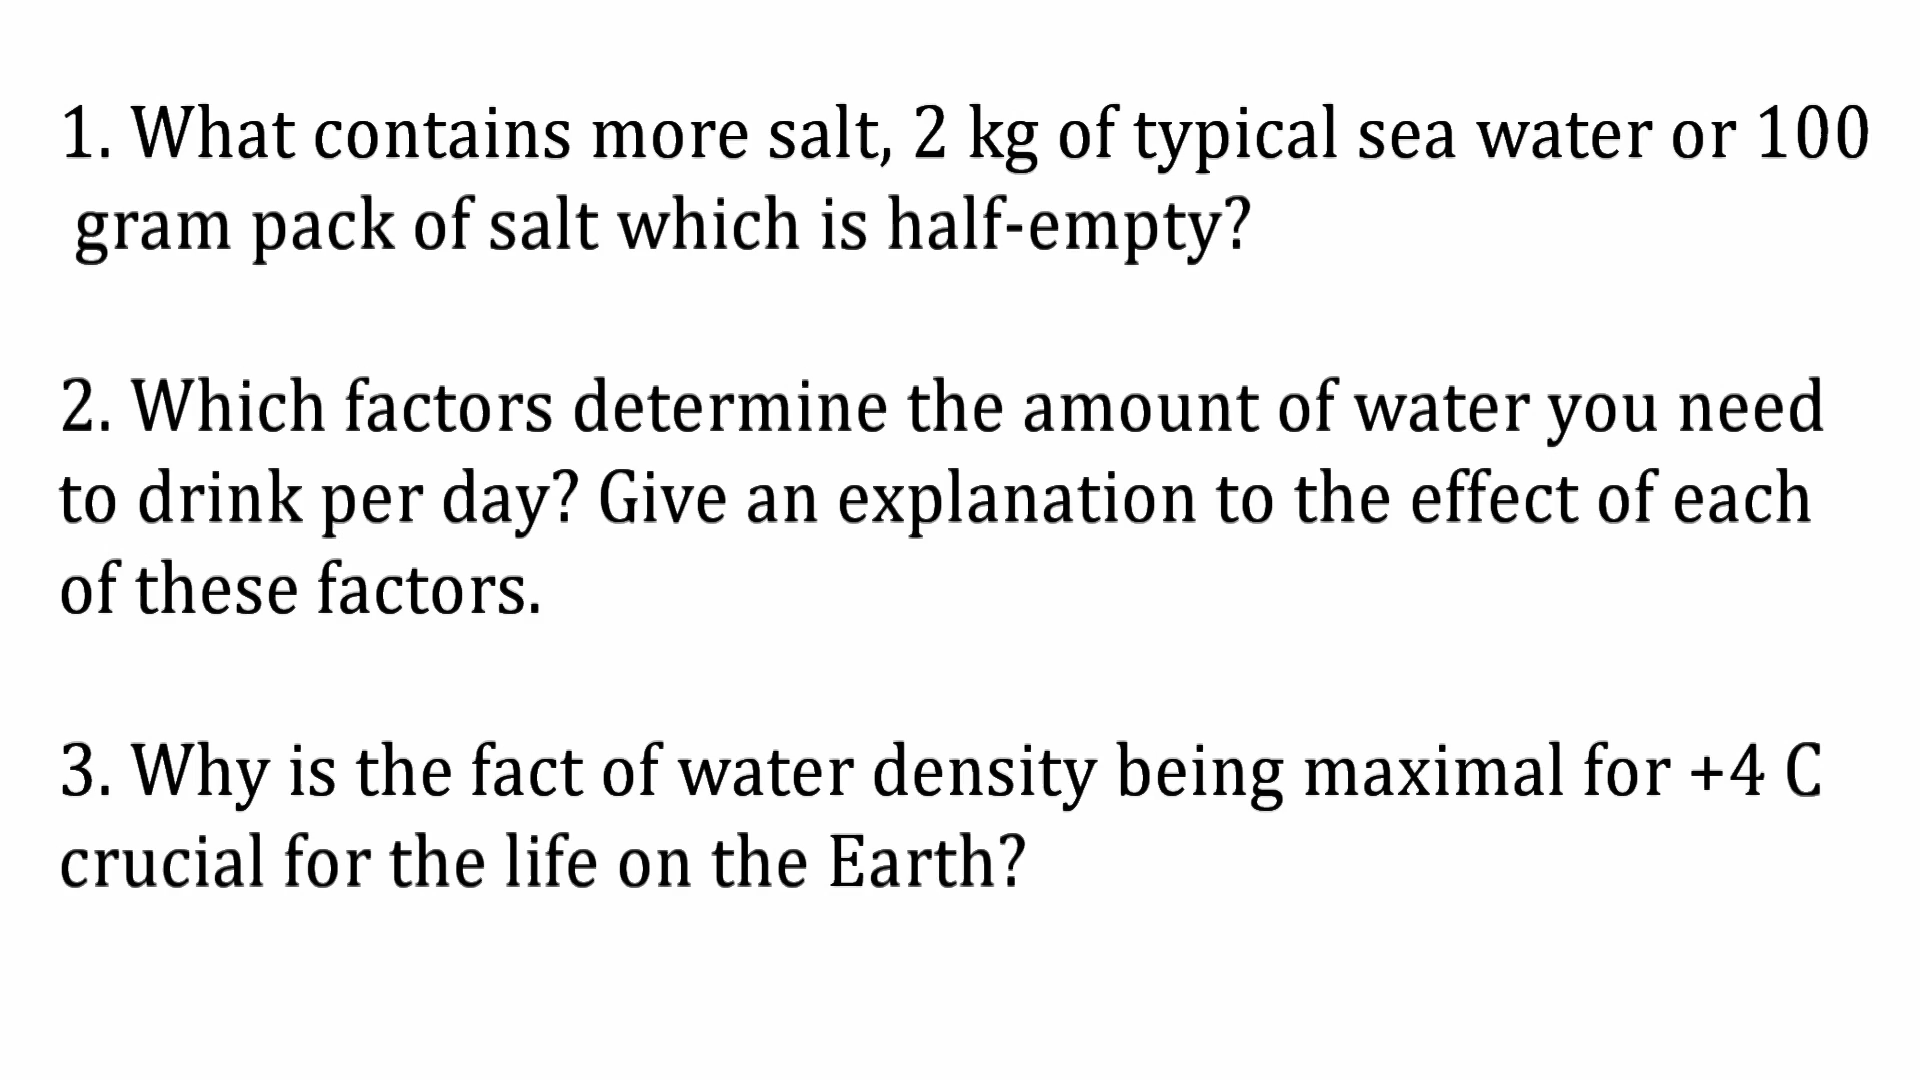 1. What contains more salt, 2 kg of typical sea water or 100
gram pack of salt which is half-empty?
2. Which factors determine the amount of water you need
to drink per day? Give an explanation to the effect of each
of these factors.
3. Why is the fact of water density being maximal for +4 C
crucial for the life on the Earth?